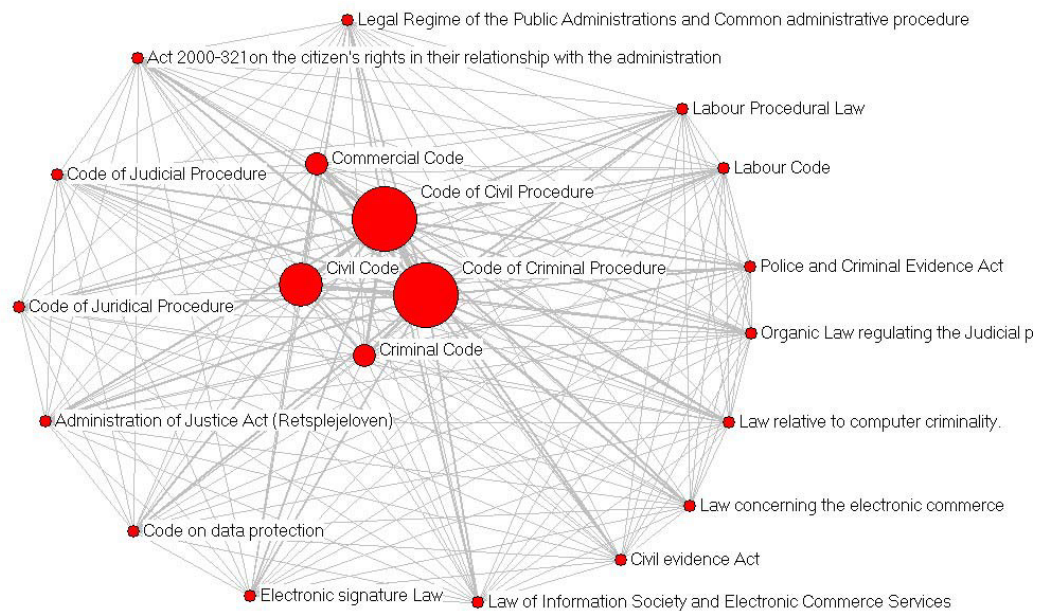 Legal Regime of the Public Administrations and Common administrative procedure
Act 2000-321on the citizen's rights in their relationship with the administration
Labour Procedural Law
Commercial Code
Labour Code
Code of Judicial Procedure
Code of Civil Procedure
Civil Code
Code of Criminal Procedure
Police and Criminal Evidence Act
Code of Juridical Procedure
Organic Law regulating the Judicial p
Criminal Code
Administration of Justice Act (Retsplejeloven)
Law relative to computer criminality.
Law concerning the electronic commerce
Code on data protection
Civil evidence Act
Electronic signature Law
Law of Information Society and Electronic Commerce Services